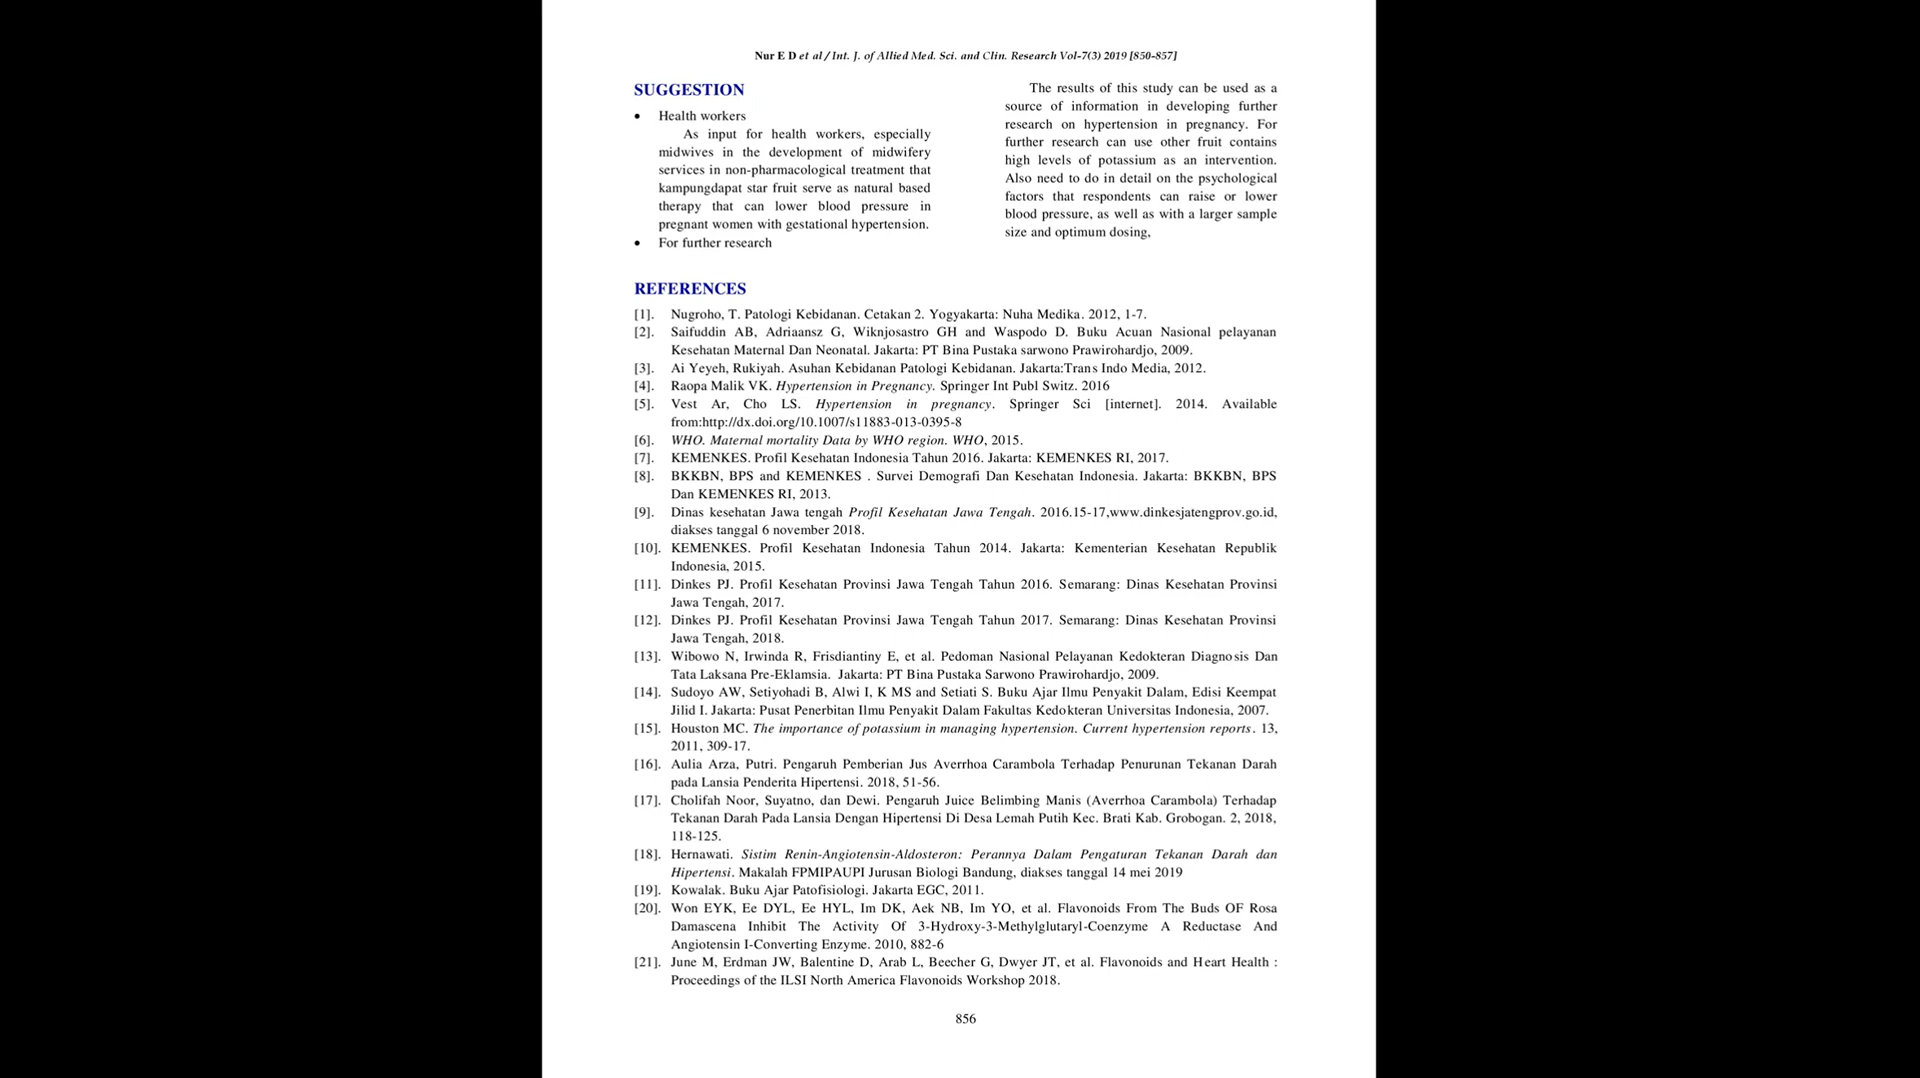 Nur E D et al / Int. J. of Allied Med. Sci. and Clin. Research Vol-7(3) 2019 [850-857]
SUGGESTION
• Health workers
As input for health workers, especially
midwives in the development of midwifery
services in non-pharmacological treatment that
kampungdapat star fruit serve as natural based
therapy that can lower blood pressure in
pregnant women with gestational hypertension.
• For further research
The results of this study can be used as a
source of information in developing further
research on hypertension in pregnancy. For
further research can use other fruit contains
high levels of potassium as an intervention.
Also need to do in detail on the psychological
factors that respondents can raise or lower
blood pressure, as well as with a larger sample
size and optimum dosing,
REFERENCES
[1]. Nugroho, T. Patologi Kebidanan. Cetakan 2. Yogyakarta: Nuha Medika. 2012, 1-7.
[2]. Saifuddin AB, Adriaansz G, Wiknjosastro GH and Waspodo D. Buku Acuan Nasional pelayanan
Kesehatan Maternal Dan Neonatal. Jakarta: PT Bina Pustaka sarwono Prawirohardjo, 2009.
[3]. Ai Yeyeh, Rukiyah. Asuhan Kebidanan Patologi Kebidanan. Jakarta:Trans Indo Media, 2012.
[4]. Raopa Malik VK. Hypertension in Pregnancy. Springer Int Publ Switz. 2016
[5]. Vest Ar, Cho LS. Hypertension in pregnancy. Springer Sci [internet]. 2014. Available
from:http://dx.doi.org/10.1007/s11883-013-0395-8
[6]. WHO. Maternal mortality Data by WHO region. WHO, 2015.
[7]. KEMENKES. Profil Kesehatan Indonesia Tahun 2016. Jakarta: KEMENKES RI, 2017.
[8]. BKKBN, BPS and KEMENKES . Survei Demografi Dan Kesehatan Indonesia. Jakarta: BKKBN, BPS
Dan KEMENKES RI, 2013.
[9]. Dinas kesehatan Jawa tengah Profil Kesehatan Jawa Tengah. 2016.15-17,www.dinkesjatengprov.go.id,
diakses tanggal 6 november 2018.
[10]. KEMENKES. Profil Kesehatan Indonesia Tahun 2014. Jakarta: Kementerian Kesehatan Republik
Indonesia, 2015.
[11]. Dinkes PJ. Profil Kesehatan Provinsi Jawa Tengah Tahun 2016. Semarang: Dinas Kesehatan Provinsi
Jawa Tengah, 2017.
[12]. Dinkes PJ. Profil Kesehatan Provinsi Jawa Tengah Tahun 2017. Semarang: Dinas Kesehatan Provinsi
Jawa Tengah, 2018.
[13]. Wibowo N, Irwinda R, Frisdiantiny E, et al. Pedoman Nasional Pelayanan Kedokteran Diagnosis Dan
Tata Laksana Pre-Eklamsia. Jakarta: PT Bina Pustaka Sarwono Prawirohardjo, 2009.
[14]. Sudoyo AW, Setiyohadi B, Alwi I, K MS and Setiati S. Buku Ajar Ilmu Penyakit Dalam, Edisi Keempat
Jilid I. Jakarta: Pusat Penerbitan Ilmu Penyakit Dalam Fakultas Kedokteran Universitas Indonesia, 2007.
[15]. Houston MC. The importance of potassium in managing hypertension. Current hypertension reports. 13,
2011, 309-17.
[16]. Aulia Arza, Putri. Pengaruh Pemberian Jus Averrhoa Carambola Terhadap Penurunan Tekanan Darah
pada Lansia Penderita Hipertensi. 2018, 51-56.
[17]. Cholifah Noor, Suyatno, dan Dewi. Pengaruh Juice Belimbing Manis (Averrhoa Carambola) Terhadap
Tekanan Darah Pada Lansia Dengan Hipertensi Di Desa Lemah Putih Kec. Brati Kab. Grobogan. 2, 2018,
118-125.
[18]. Hernawati. Sistim Renin-Angiotensin-Aldosteron: Perannya Dalam Pengaturan Tekanan Darah dan
Hipertensi. Makalah FPMIPAUPI Jurusan Biologi Bandung, diakses tanggal 14 mei 2019
[19]. Kowalak. Buku Ajar Patofisiologi. Jakarta EGC, 2011.
[20]. Won EYK, Ee DYL, Ee HYL, Im DK, Aek NB, Im YO, et al. Flavonoids From The Buds OF Rosa
Damascena Inhibit The Activity Of 3-Hydroxy-3-Methylglutaryl-Coenzyme A Reductase And
Angiotensin I-Converting Enzyme. 2010, 882-6
[21]. June M, Erdman JW, Balentine D, Arab L, Beecher G, Dwyer JT, et al. Flavonoids and Heart Health :
Proceedings of the ILSI North America Flavonoids Workshop 2018.
856